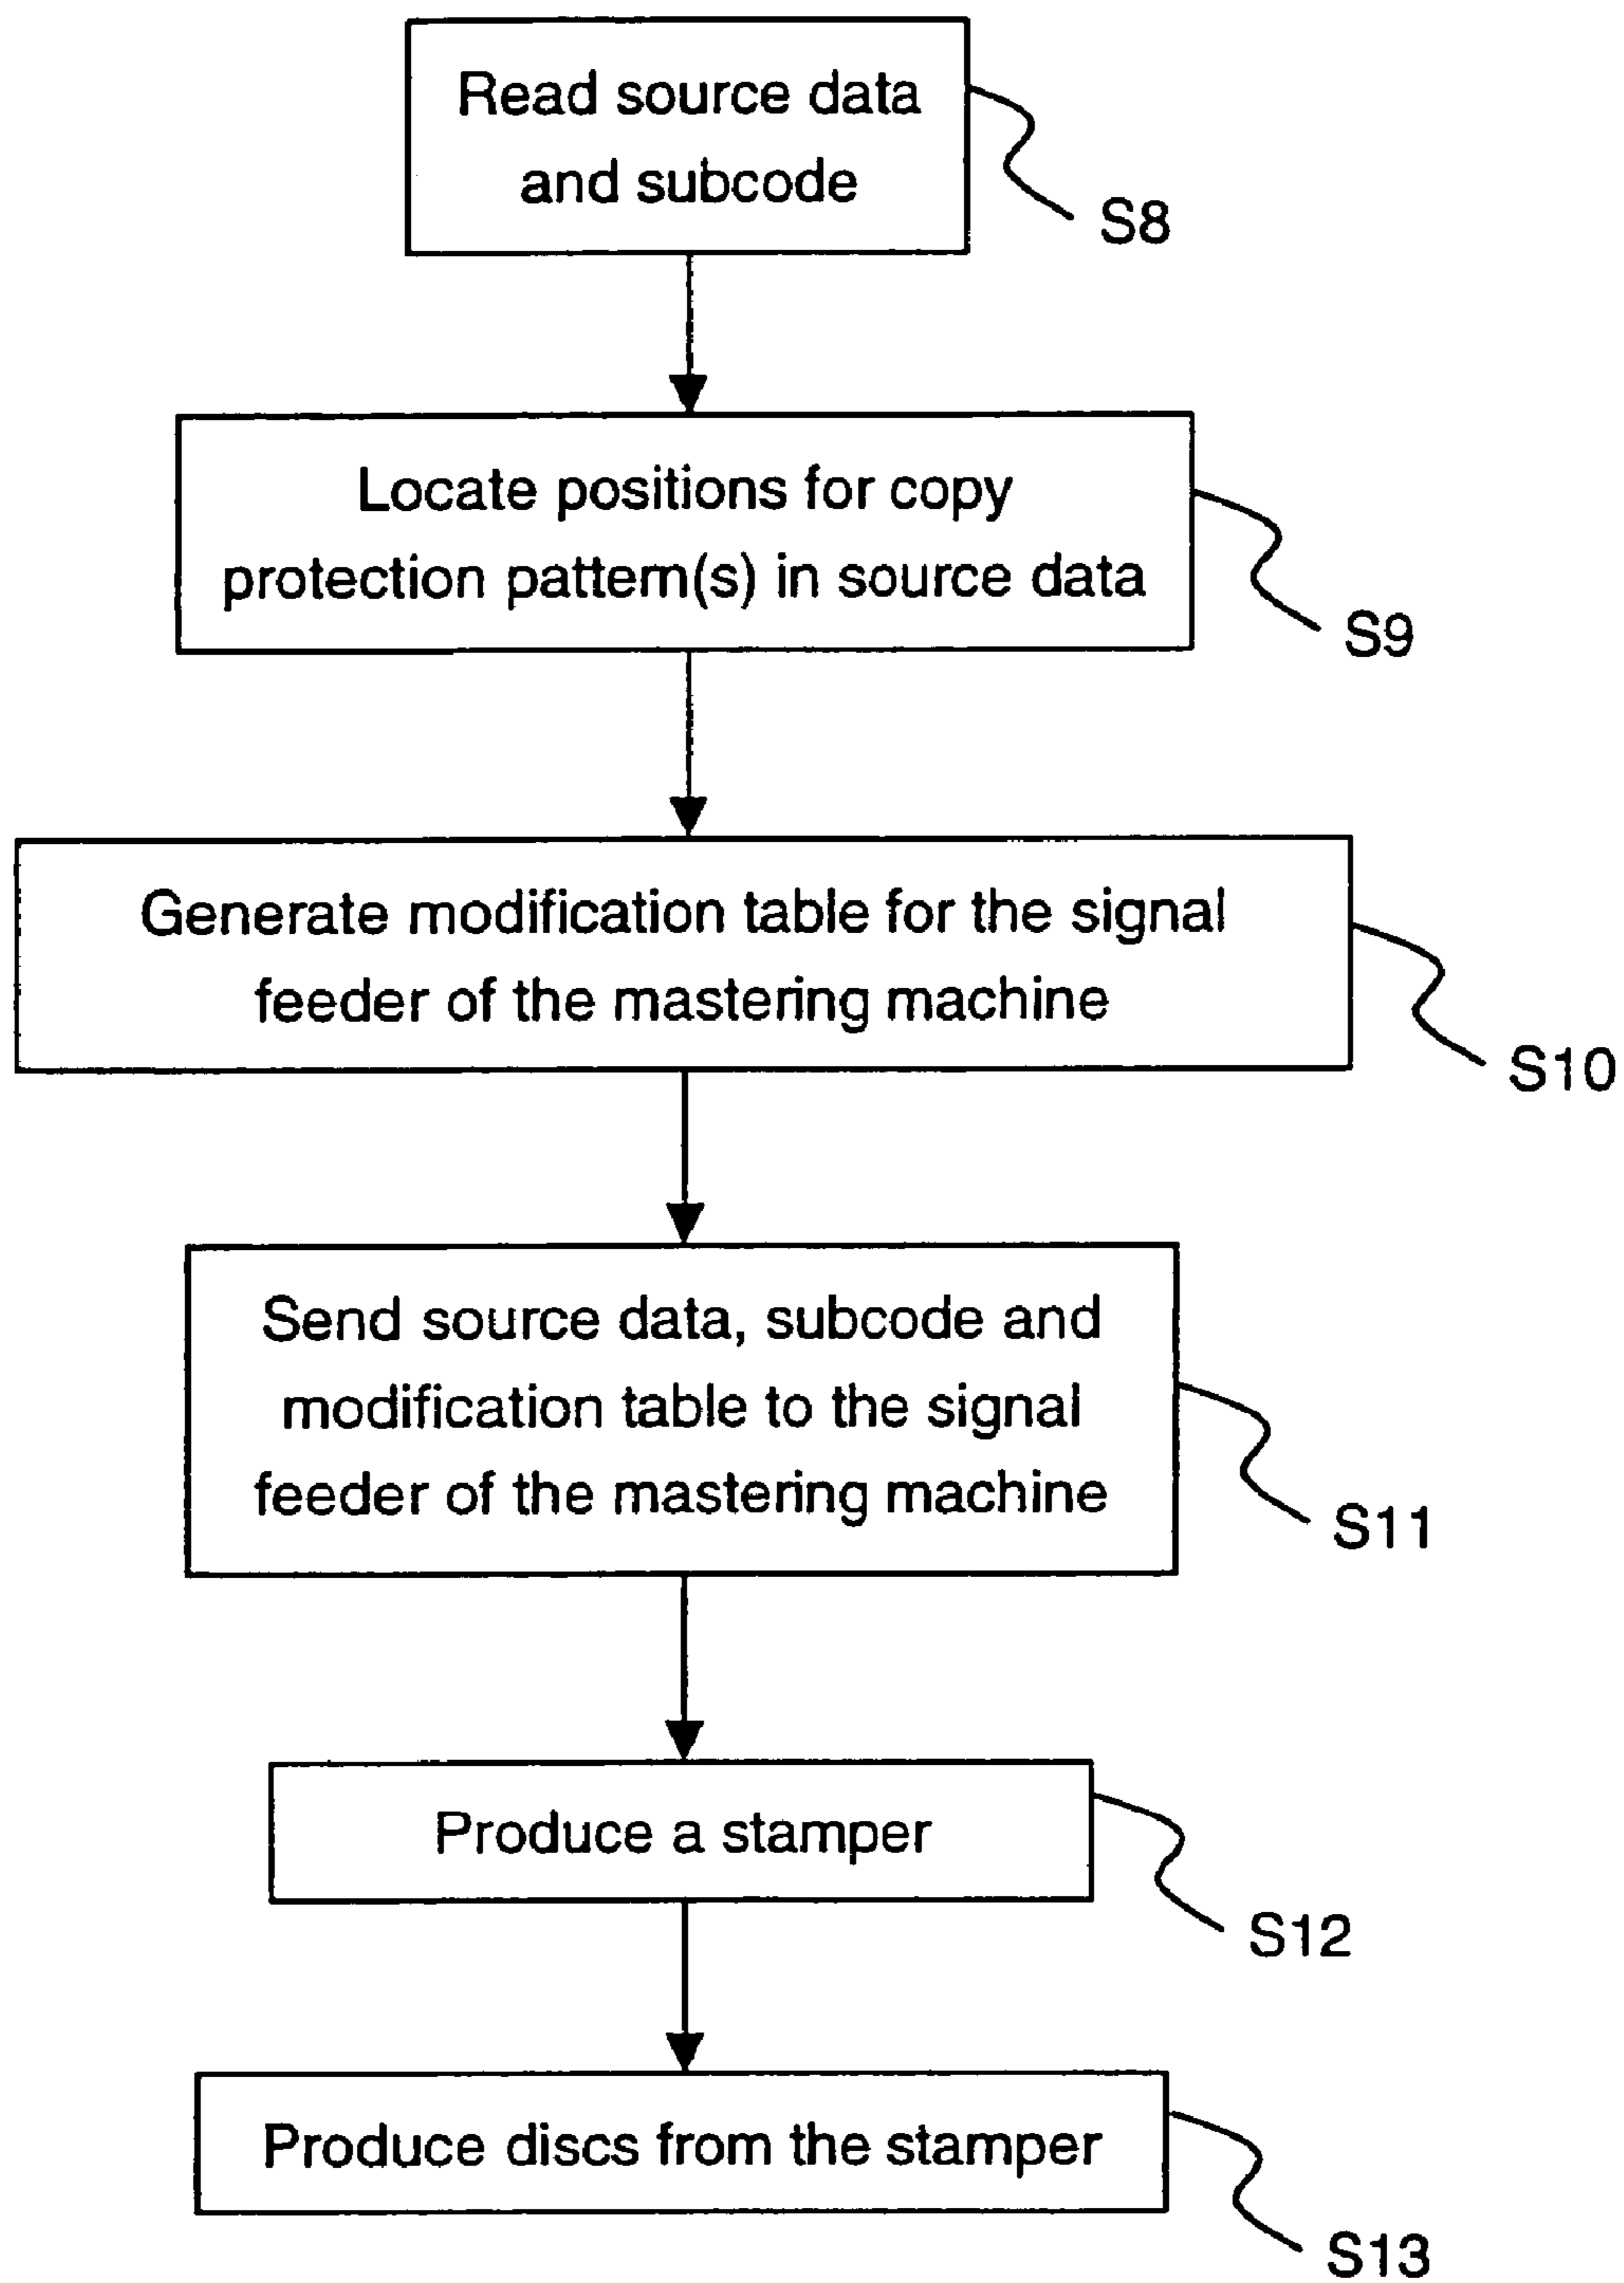 Read source data
and subcode
S8
Locate positions for copy
protection pattern(s) in source data
S9
Generate modification table for the signal
feeder of the mastering machine
S10
Send source data, subcode and
modification table to the signal
feeder of the mastering machine
S11
Produce a stamper
S12
Produce discs from the stamper
S13